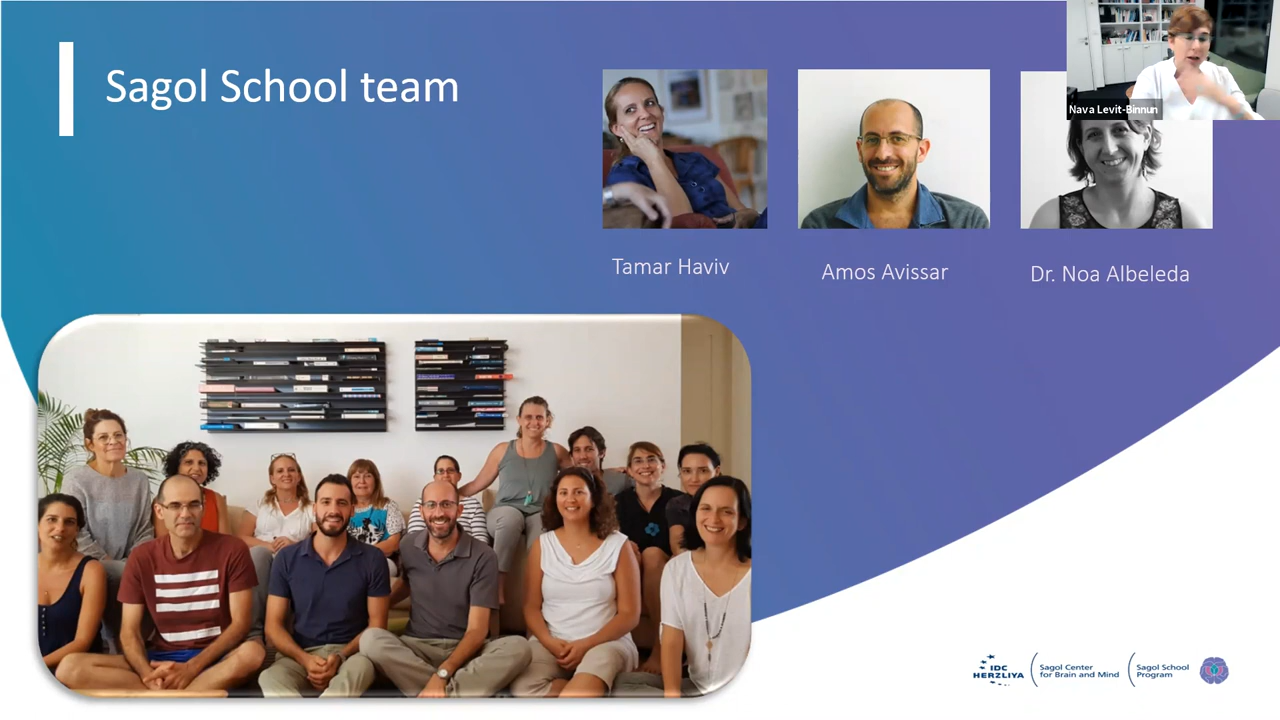 Sagol School team
Nava Levit-Binnun
Tamar Haviv
Amos Avissar
Dr. Noa Albeleda
IDC
HERZLIYA
Sagol Center
for Brain and Mind
Sagol School
Program